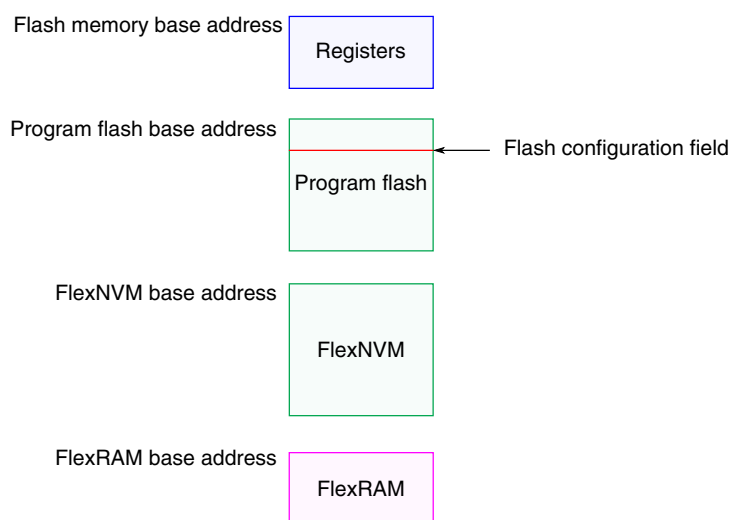 Flash memory base address
Registers
Program flash base address
Flash configuration field
Program flash
FlexNVM base address
FlexNVM
FlexRAM base address
FlexRAM